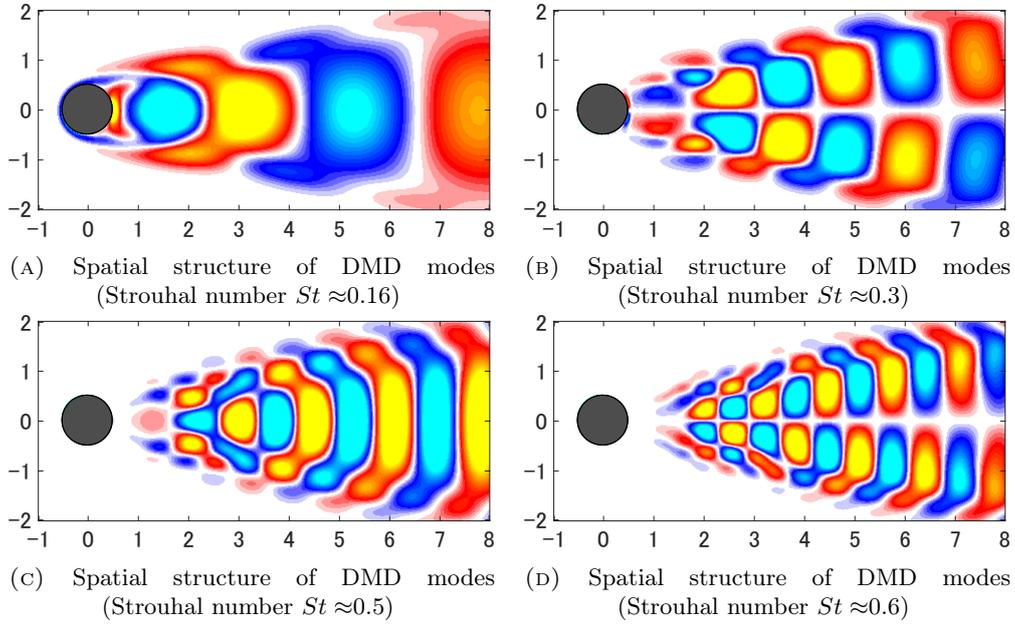 2
1
0
-1
-2
-1 0 1 2 3 4 5 6 7 8
(A) Spatial structure of DMD modes
(Strouhal number St ≈0.16)
2
1
0
-1
-2
-1 0 1 2 3 4 5 6 7 8
(B) Spatial structure of DMD modes
(Strouhal number St ≈0.3)
2
1
0
-1
-2
-1 0 1 2 3 4 5 6 7 8
(C) Spatial structure of DMD modes
(Strouhal number St ≈0.5)
2
1
0
-1
-2
-1 0 1 2 3 4 5 6 7 8
(D) Spatial structure of DMD modes
(Strouhal number St ≈0.6)